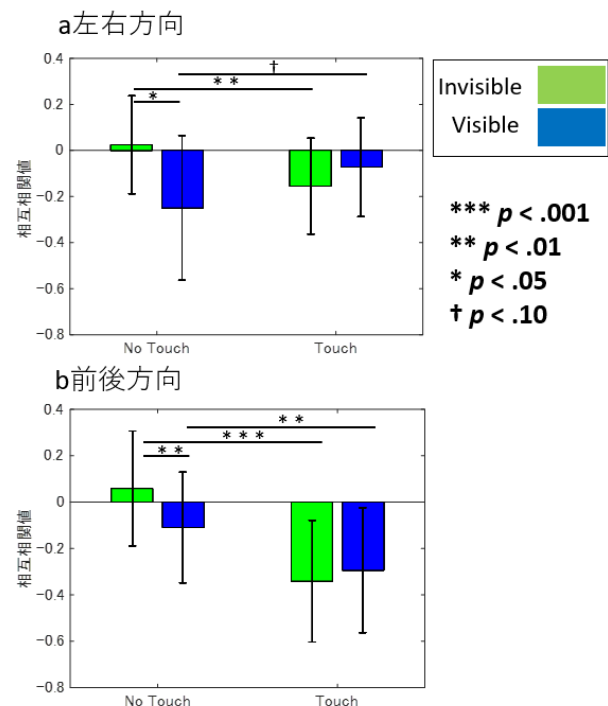 a左右方向
0.4
0.2
0
−0.2
−0.4
−0.6
−0.8
相互相関値
†
* *
*
No Touch
Touch
Invisible
Visible
*** p < .001
** p < .01
* p < .05
† p < .10
b前後方向
0.4
0.2
0
−0.2
−0.4
−0.6
−0.8
相互相関値
* *
* * *
* *
No Touch
Touch